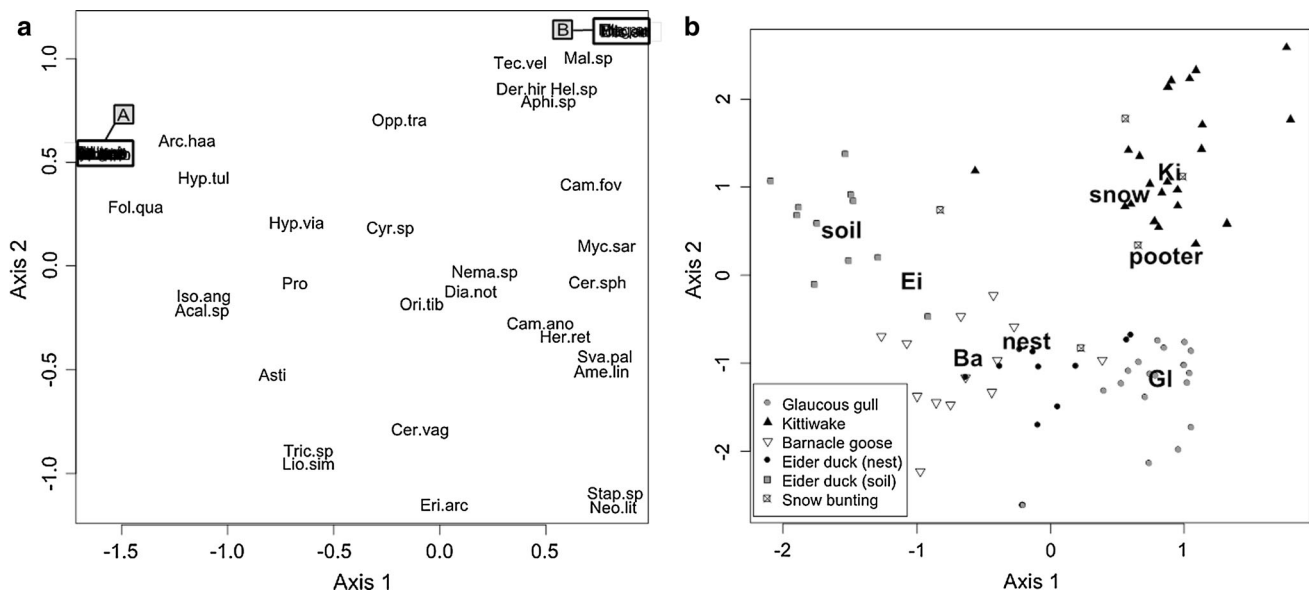 a
A
B
Tec.vel
Mal.sp
Der.hir Hel.sp
Aphi.sp
Opp.tra
Arc.haa
Hyp.tul
Cam.fov
Fol.qua
Hyp.via
Cyr.sp
Myc.sar
Nema.sp
Cer.sph
Pro
Dia.not
Iso.ang
Ori.tib
Acal.sp
Cam.ano
Her.ret
Sva.pal
Asti
Ame.lin
Cer.vag
Tric.sp
Lio.sim
Stap.sp
Eri.arc
Neo.lit
Axis 2
1.0
0.5
0.0
-0.5
-1.0
-1.5
-1.0
-0.5
0.0
0.5
Axis 1
b
Ki
snow
soil
pooter
Ei
nest
Ba
Gl
Glaucous gull
Kittiwake
Barnacle goose
Eider duck (nest)
Eider duck (soil)
Snow bunting
Axis 2
2
1
0
-1
-2
-2
-1
0
1
Axis 1